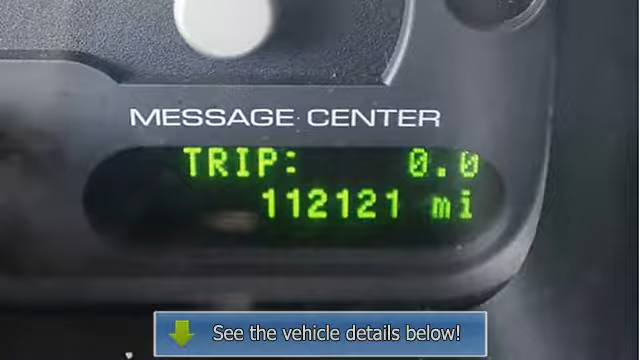 MESSAGE CENTER
TRIP: 0.0
112121 mi
See the vehicle details below!